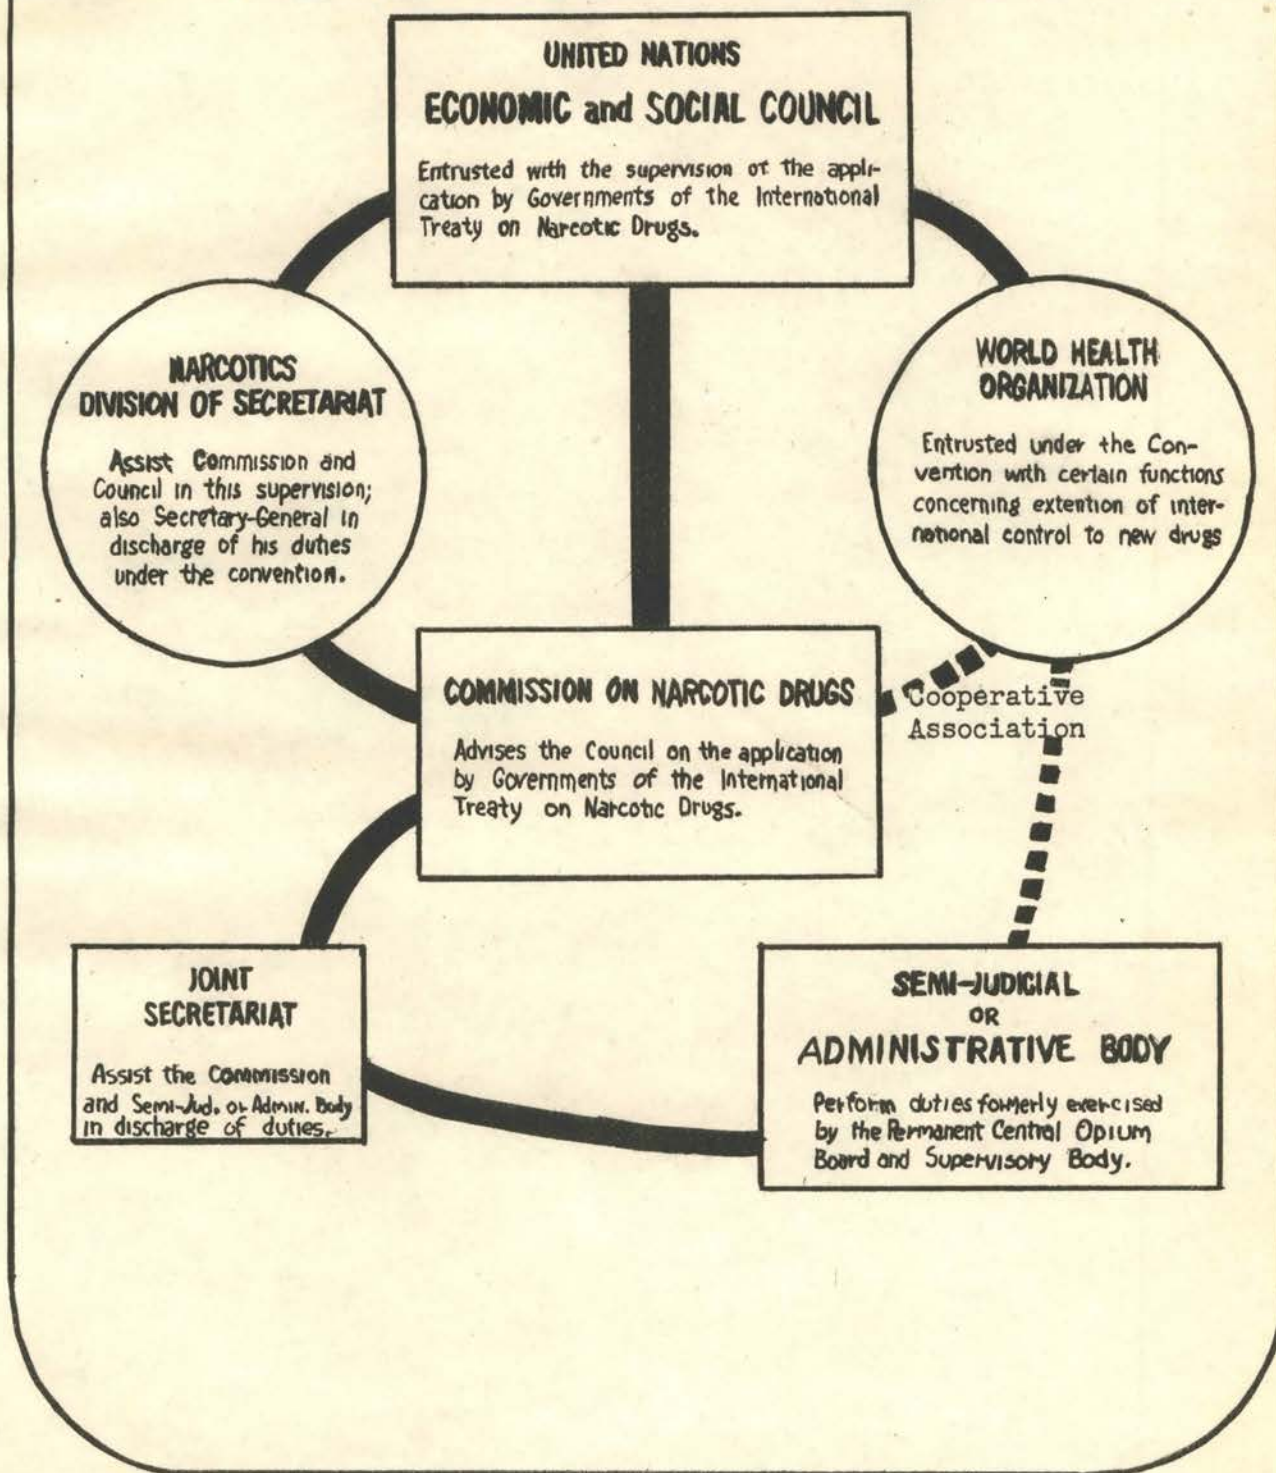 UNITED NATIONS
ECONOMIC and SOCIAL COUNCIL
Entrusted with the supervision of the appli-
cation by Governments of the International
Treaty on Narcotic Drugs.
NARCOTICS
DIVISION OF SECRETARIAT
Assist Commission and
Council in this supervision;
also Secretary-General in
discharge of his duties
under the convention.
WORLD HEALTH
ORGANIZATION
Entrusted under the Con-
vention with certain functions
concerning extention of inter-
national control to new drugs
COMMISSION ON NARCOTIC DRUGS
Advises the Council on the application
by Governments of the International
Treaty on Narcotic Drugs.
Cooperative
Association
JOINT
SECRETARIAT
Assist the Commission
and Semi-Jud. or Admin. Body
in discharge of duties.
SEMI-JUDICIAL
OR
ADMINISTRATIVE BODY
Perform duties formerly exercised
by the Permanent Central Opium
Board and Supervisory Body.